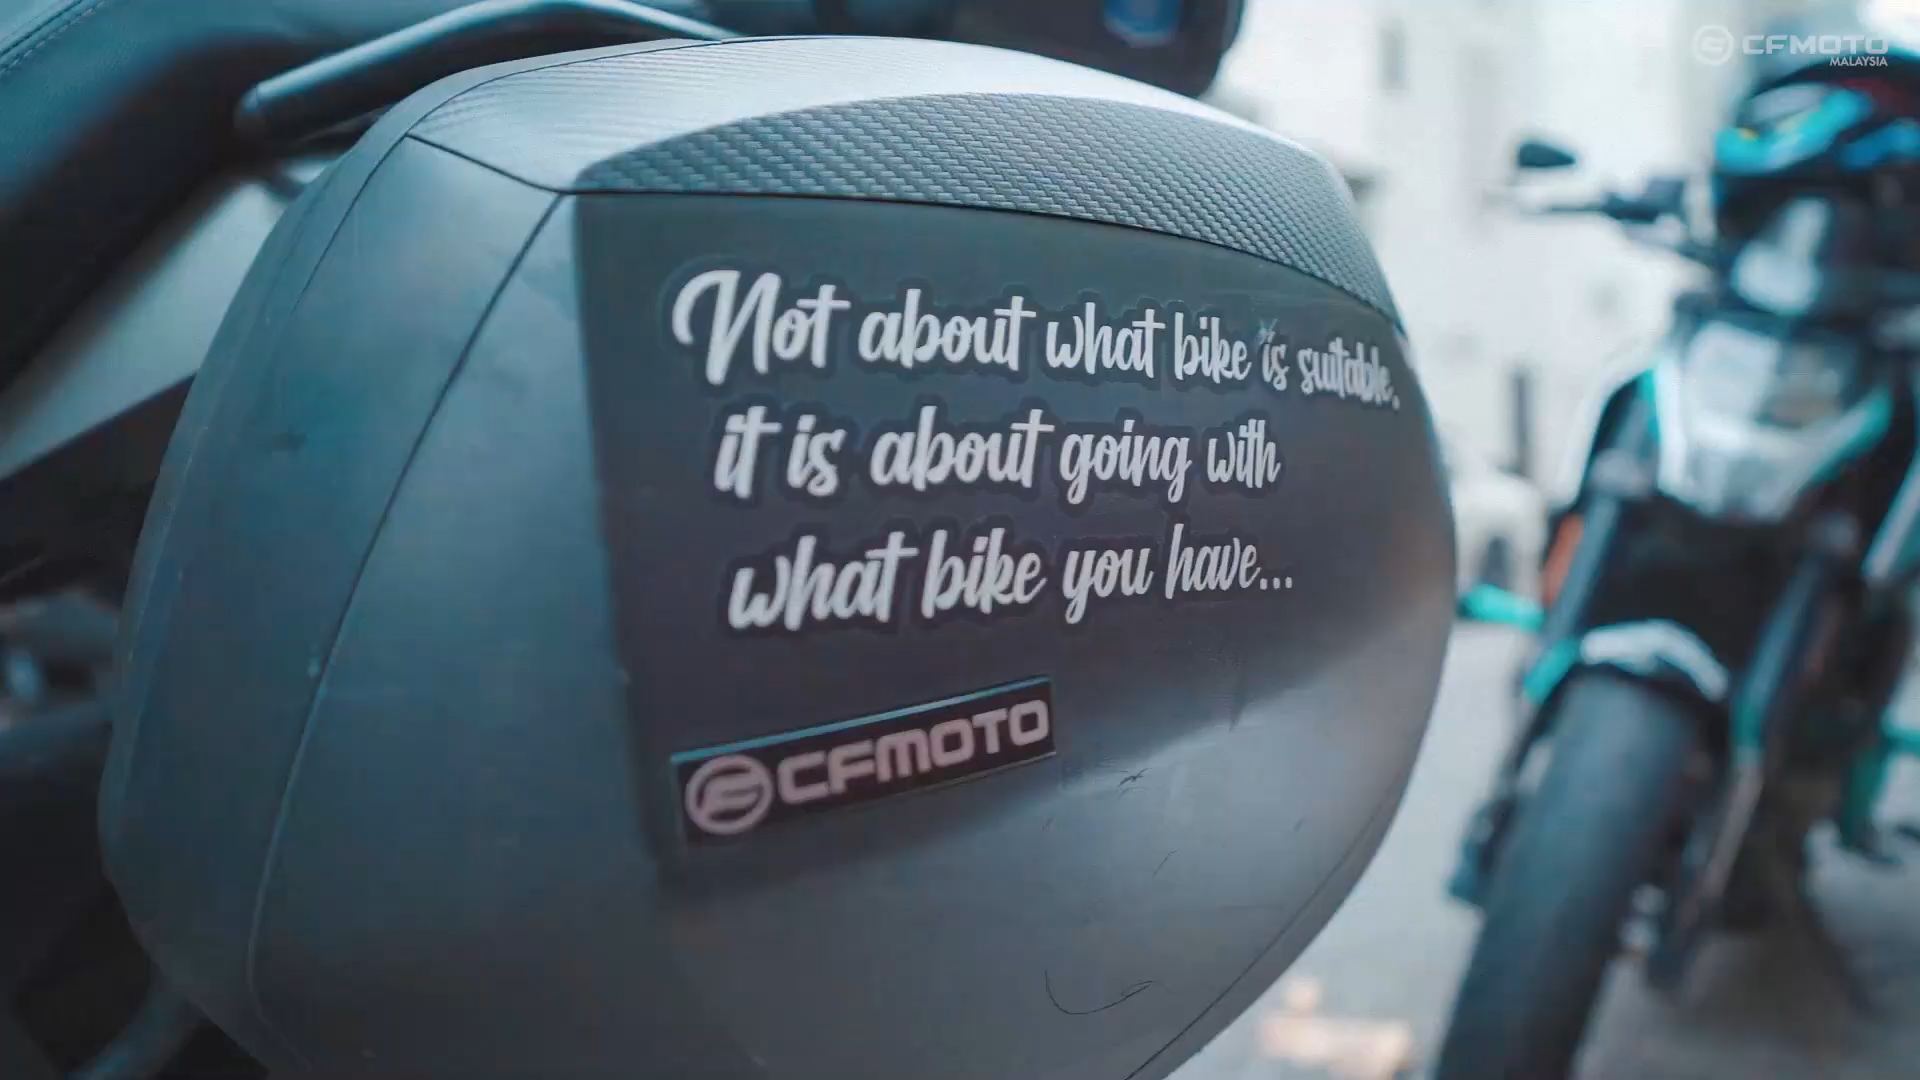 CFMOTO
MALAYSIA
Not about what bike is suitable,
it is about going with
what bike you have...
CFMOTO